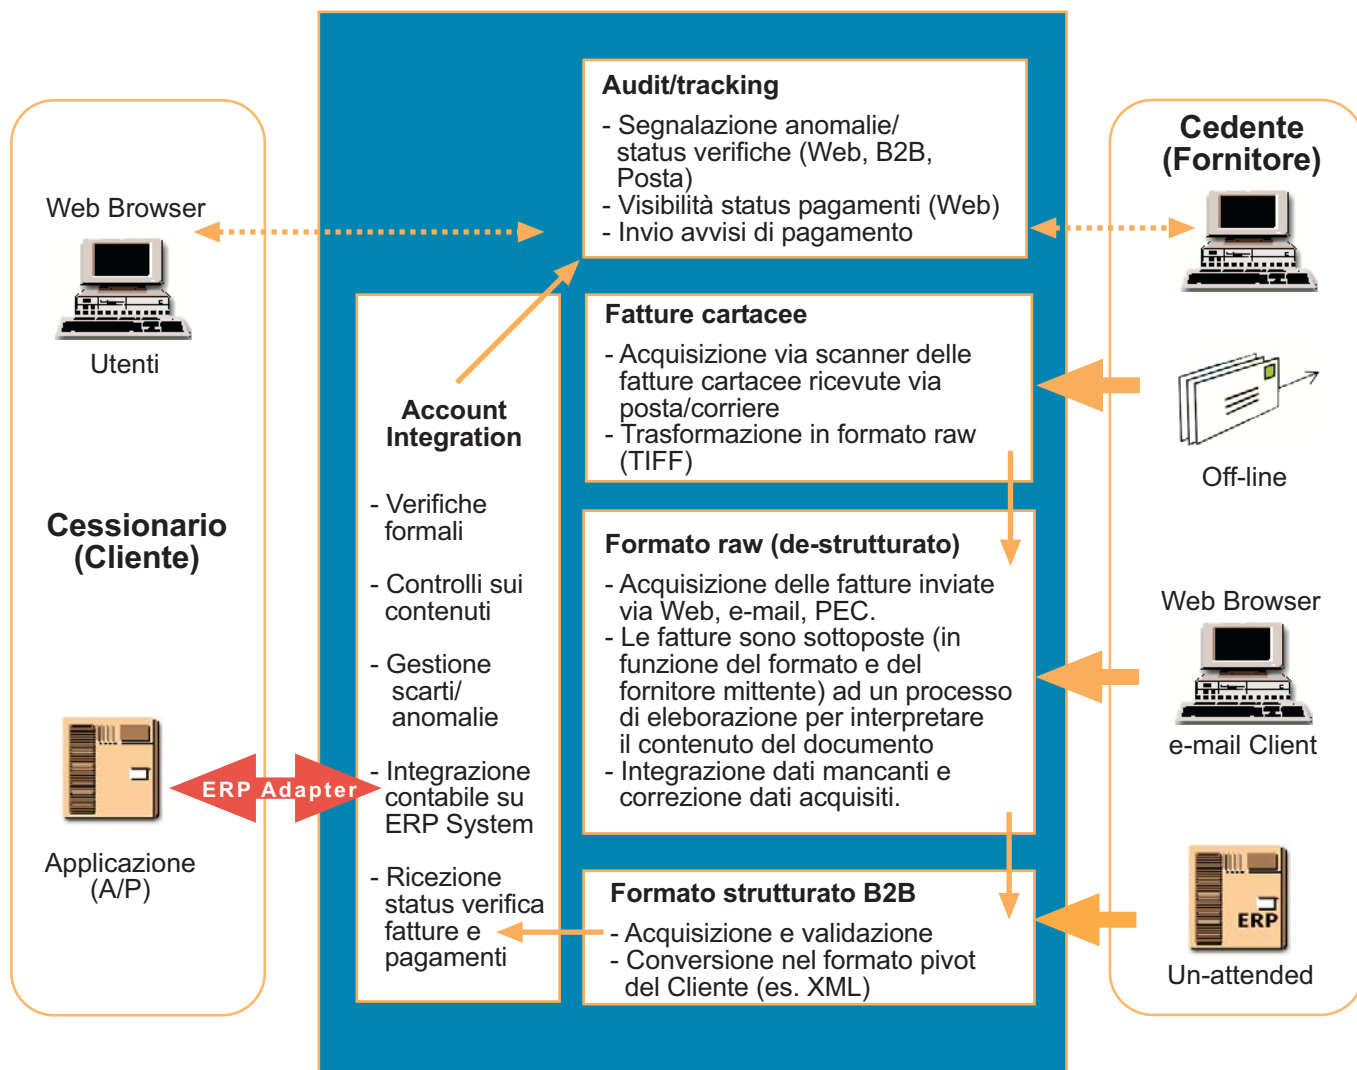 Audit/tracking
- Segnalazione anomalie/
status verifiche (Web, B2B,
Posta)
- Visibilità status pagamenti (Web)
- Invio avvisi di pagamento
Cedente
(Fornitore)
Web Browser
Utenti
Fatture cartacee
- Acquisizione via scanner delle
fatture cartacee ricevute via
posta/corriere
- Trasformazione in formato raw
(TIFF)
Off-line
Account
Integration
- Verifiche
formali
- Controlli sui
contenuti
- Gestione
scarti/
anomalie
- Integrazione
contabile su
ERP System
- Ricezione
status verifica
fatture e
pagamenti
Cessionario
(Cliente)
Formato raw (de-strutturato)
- Acquisizione delle fatture inviate
via Web, e-mail, PEC.
- Le fatture sono sottoposte (in
funzione del formato e del
fornitore mittente) ad un processo
di eleborazione per interpretare
il contenuto del documento
- Integrazione dati mancanti e
correzione dati acquisiti.
Web Browser
e-mail Client
ERP Adapter
Applicazione
(A/P)
Formato strutturato B2B
- Acquisizione e validazione
- Conversione nel formato pivot
del Cliente (es. XML)
ERP
Un-attended